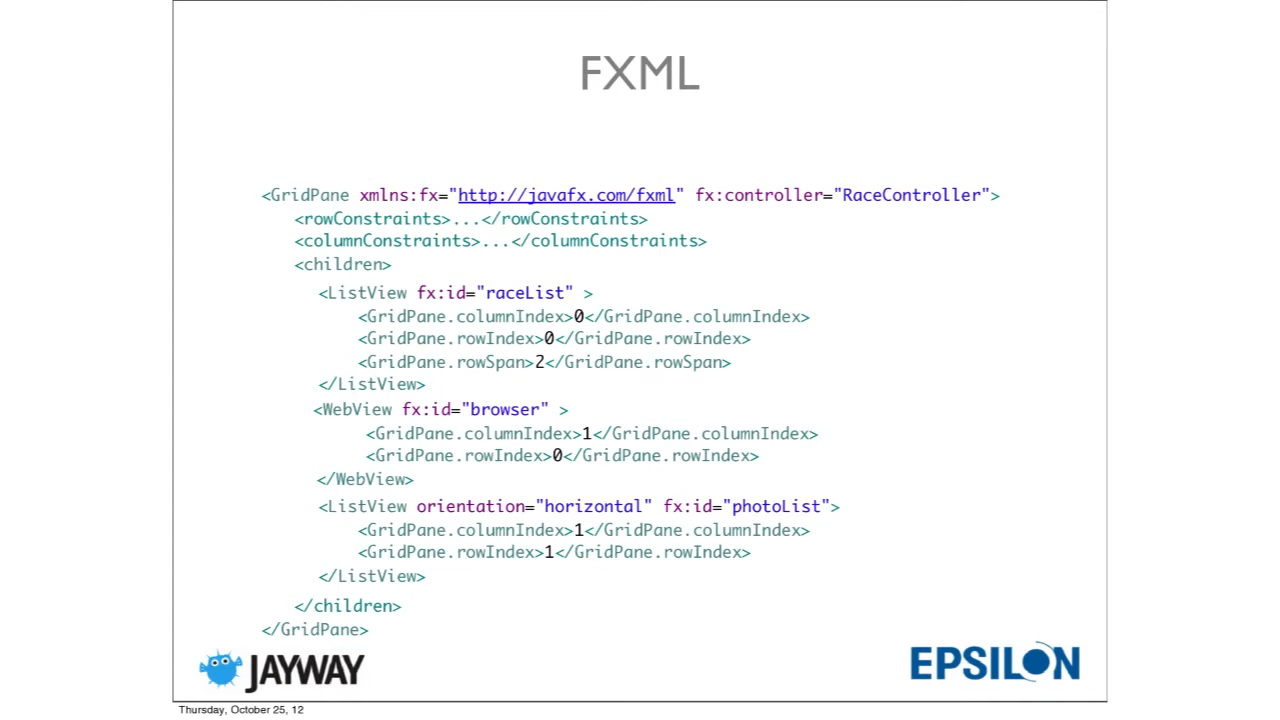 FXML
<GridPane xmlns:fx="http://javafx.com/fxml" fx:controller="RaceController">
<rowConstraints>...</rowConstraints>
<columnConstraints>...</columnConstraints>
<children>
<ListView fx:id="raceList" >
<GridPane.columnIndex>0</GridPane.columnIndex>
<GridPane.rowIndex>0</GridPane.rowIndex>
<GridPane.rowSpan>2</GridPane.rowSpan>
</ListView>
<WebView fx:id="browser" >
<GridPane.columnIndex>1</GridPane.columnIndex>
<GridPane.rowIndex>0</GridPane.rowIndex>
</WebView>
<ListView orientation="horizontal" fx:id="photoList">
<GridPane.columnIndex>1</GridPane.columnIndex>
<GridPane.rowIndex>1</GridPane.rowIndex>
</ListView>
</children>
</GridPane>
JAYWAY
EPSILON
Thursday, October 25, 12